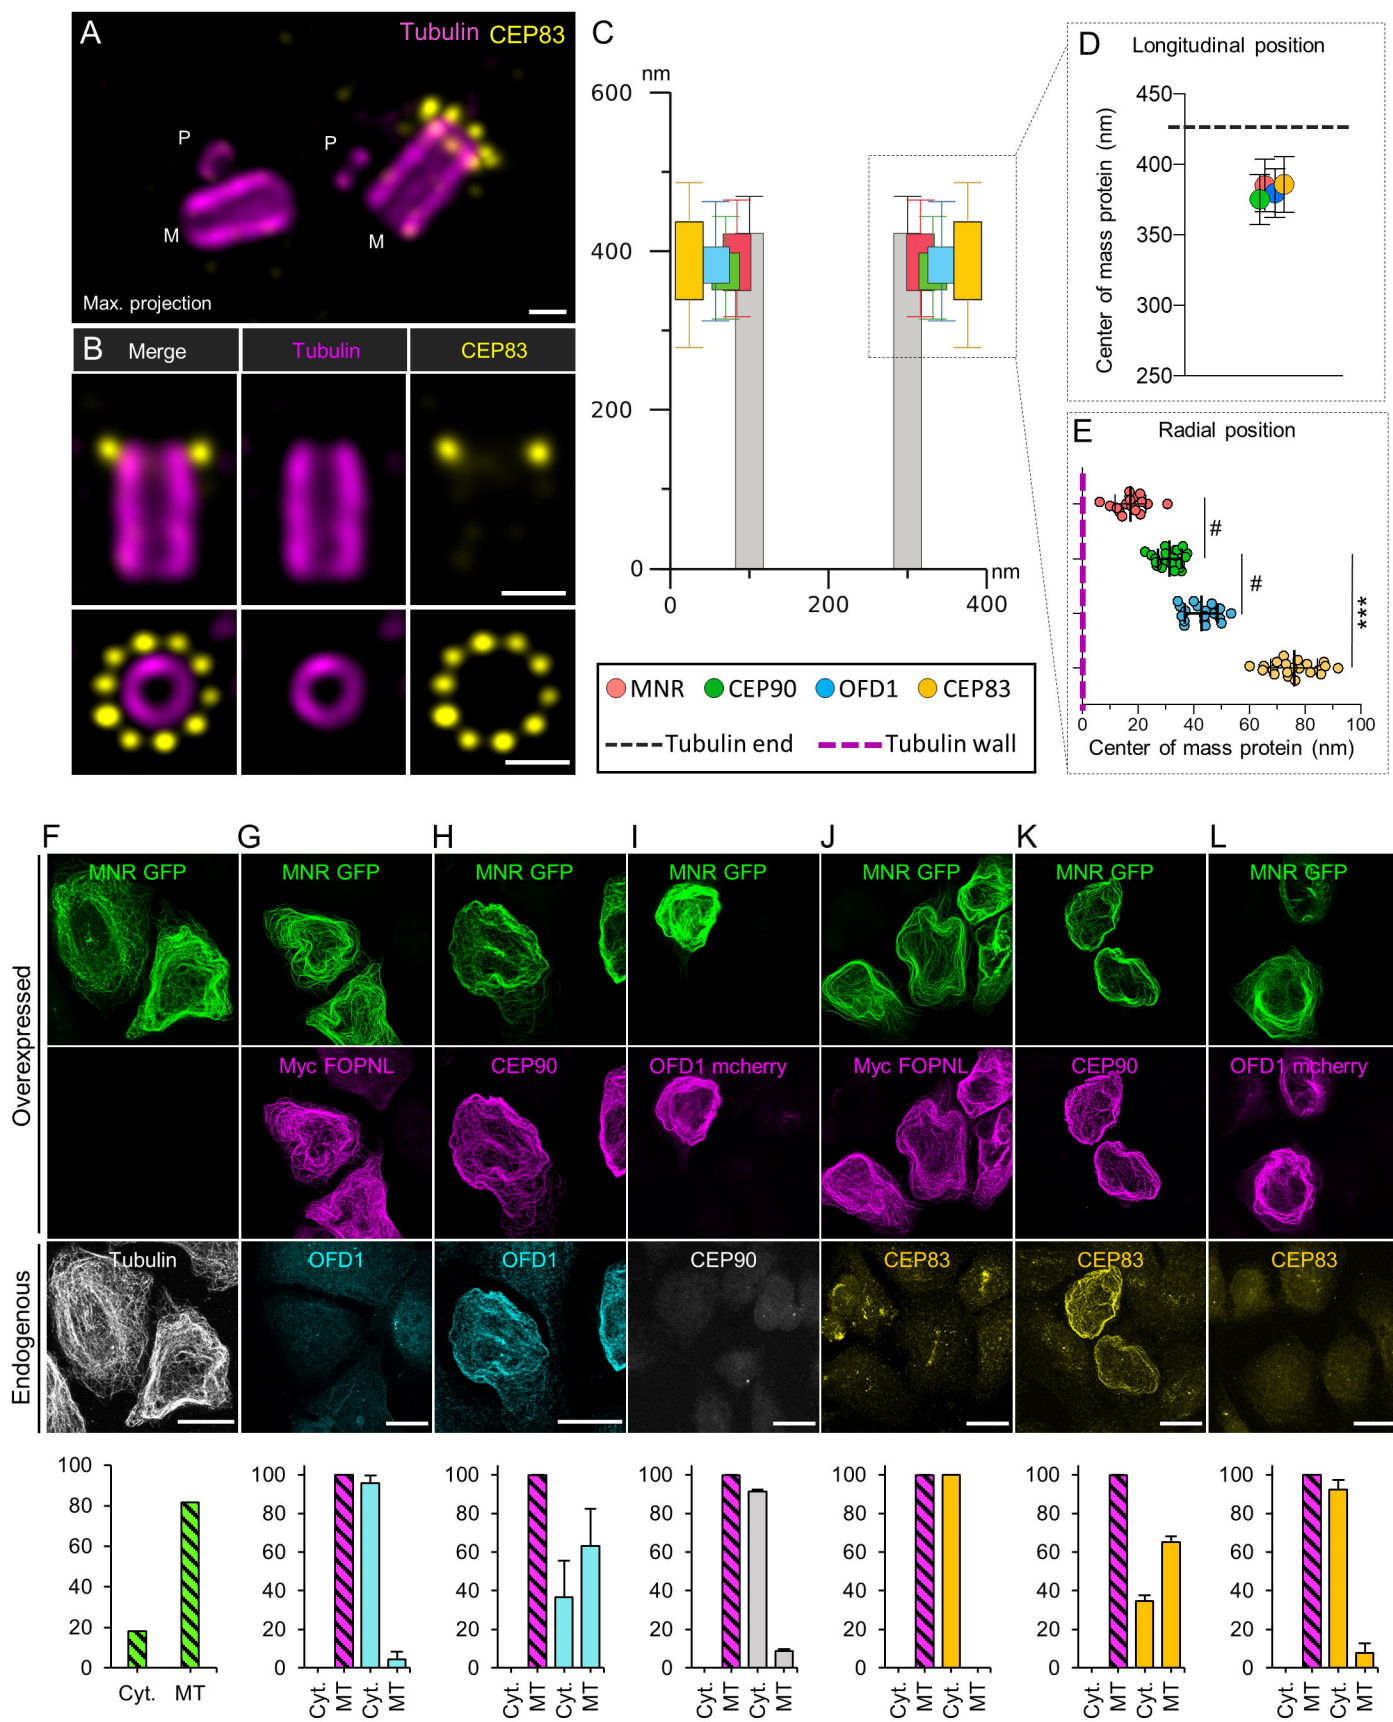 A
Tubulin CEP83
P
M
P
M
Max. projection
B
Merge
Tubulin
CEP83
C
nm
600
400
200
0
0
200
400
nm
MNR
CEP90
OFD1
CEP83
Tubulin end
Tubulin wall
D
Longitudinal position
Center of mass protein (nm)
450
400
350
300
250
E
Radial position
#
#
***
0
20
40
60
80
100
Center of mass protein (nm)
F
G
H
I
J
K
L
Overexpressed
MNR GFP
MNR GFP
MNR GFP
MNR GFP
MNR GFP
MNR GFP
MNR GFP
Myc FOPNL
CEP90
OFD1 mcherry
Myc FOPNL
CEP90
OFD1 mcherry
Endogenous
Tubulin
OFD1
OFD1
CEP90
CEP83
CEP83
CEP83
100
80
60
40
20
0
Cyt.
MT
100
80
60
40
20
0
Cyt.
MT
Cyt.
MT
100
80
60
40
20
0
Cyt.
MT
Cyt.
MT
100
80
60
40
20
0
Cyt.
MT
Cyt.
MT
100
80
60
40
20
0
Cyt.
MT
Cyt.
MT
100
80
60
40
20
0
Cyt.
MT
Cyt.
MT
100
80
60
40
20
0
Cyt.
MT
Cyt.
MT